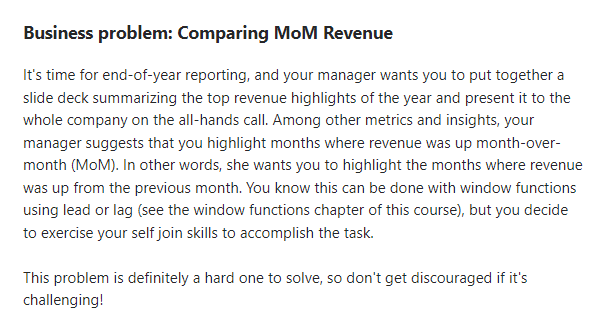 Business problem: Comparing MoM Revenue
It's time for end-of-year reporting, and your manager wants you to put together a
slide deck summarizing the top revenue highlights of the year and present it to the
whole company on the all-hands call. Among other metrics and insights, your
manager suggests that you highlight months where revenue was up month-over-
month (MoM). In other words, she wants you to highlight the months where revenue
was up from the previous month. You know this can be done with window functions
using lead or lag (see the window functions chapter of this course), but you decide
to exercise your self join skills to accomplish the task.
This problem is definitely a hard one to solve, so don't get discouraged if it's
challenging!